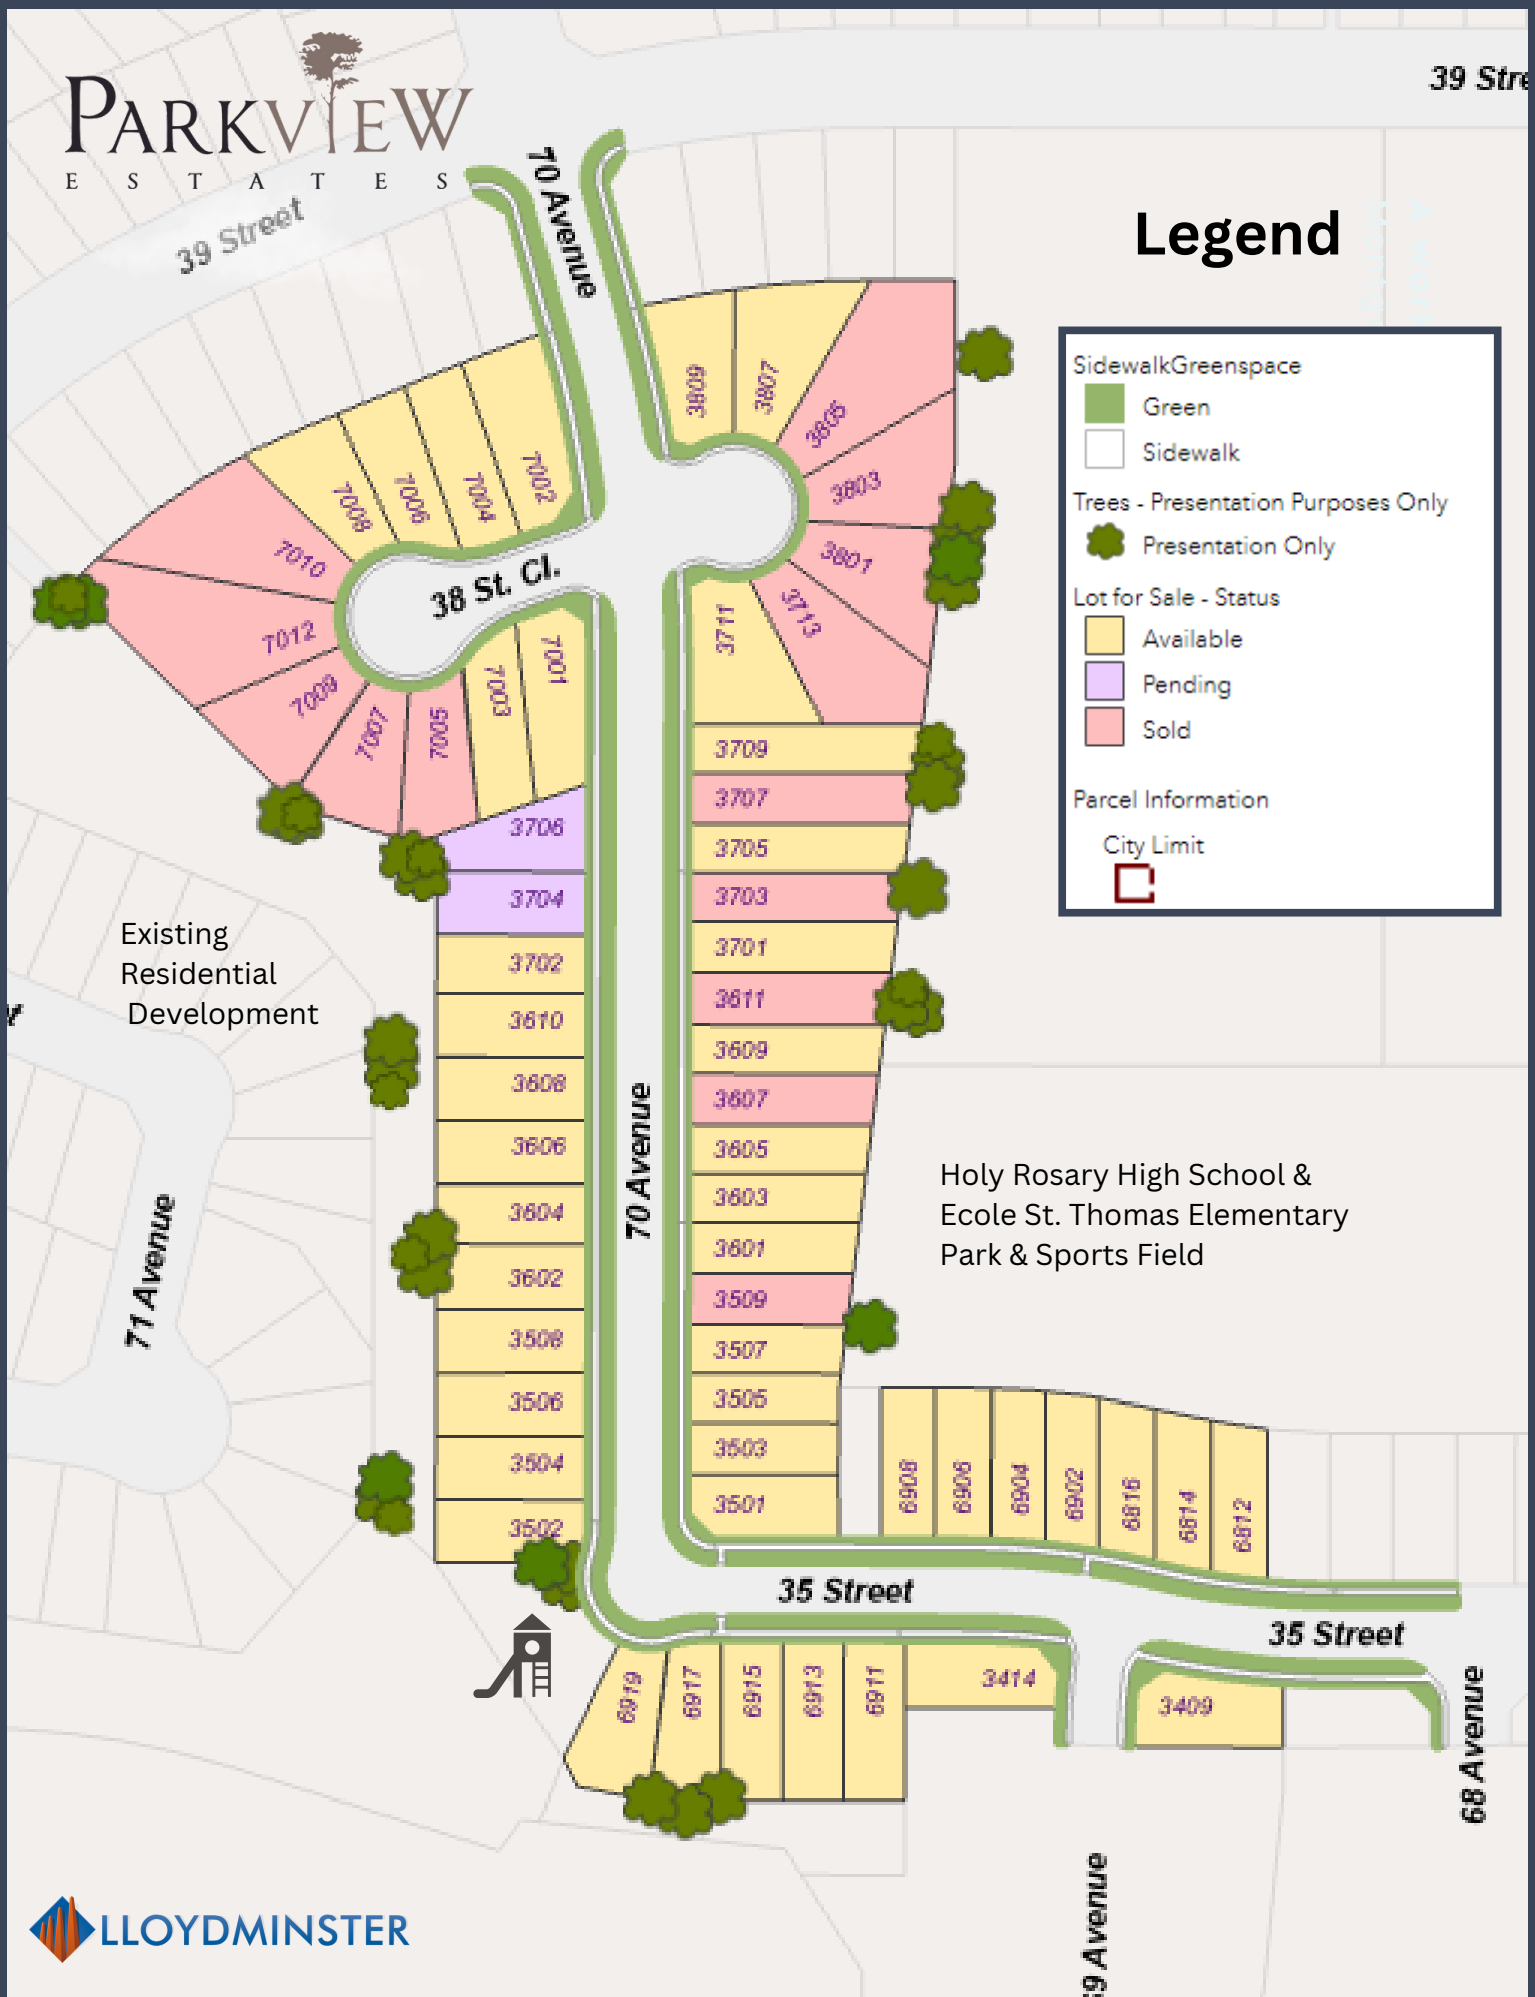 PARKVIEW
ESTATES
39 Stre
39 Street
70 Avenue
Legend
SidewalkGreenspace
Green
Sidewalk
Trees - Presentation Purposes Only
Presentation Only
Lot for Sale - Status
Available
Pending
Sold
Parcel Information
City Limit
3809
3807
3805
3803
3801
3713
3711
7002
7004
7006
7008
7010
7012
7009
7007
7005
7003
7001
38 St. Cl.
3709
3707
3705
3703
3701
3611
3609
3607
3605
3603
3601
3509
3507
3505
3503
3501
3706
3704
3702
3610
3608
3606
3604
3602
3508
3506
3504
3502
70 Avenue
Existing
Residential
Development
71 Avenue
Holy Rosary High School &
Ecole St. Thomas Elementary
Park & Sports Field
6908
6906
6904
6902
6816
6814
6812
35 Street
35 Street
6919
6917
6915
6913
6911
3414
3409
68 Avenue
69 Avenue
LLOYDMINSTER